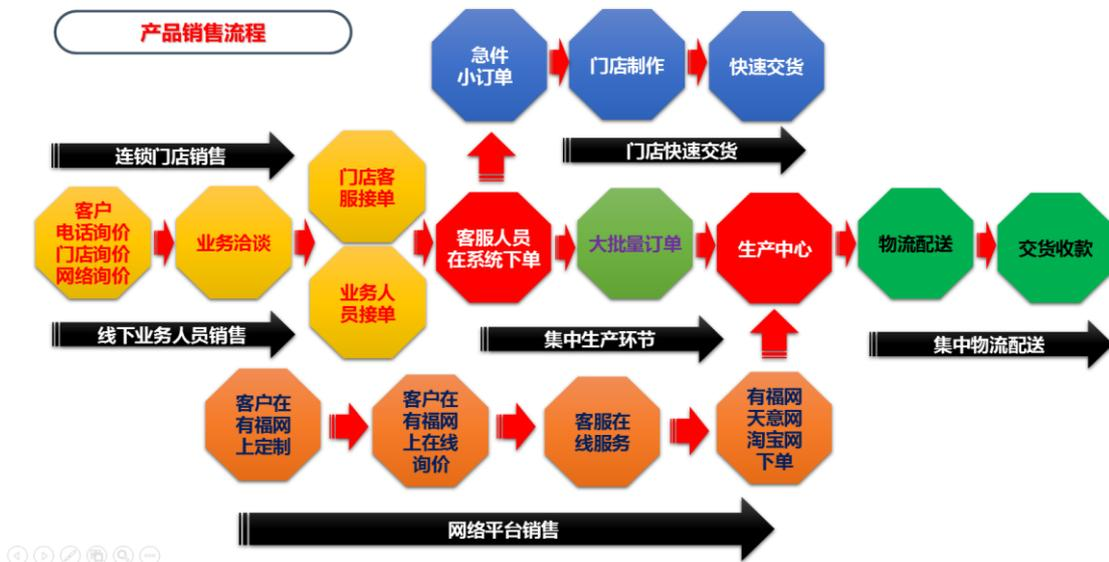 产品销售流程
急件
小订单
门店制作
快速交货
连锁门店销售
门店快速交货
门店客
服接单
客户
电话询价
门店询价
网络询价
业务洽谈
客服人员
在系统下单
大批量订单
生产中心
物流配送
交货收款
业务人
员接单
线下业务人员销售
集中生产环节
集中物流配送
客户在
有福网
上定制
客户在
有福网
上在线
询价
客服在
线服务
有福网
天意网
淘宝网
下单
网络平台销售